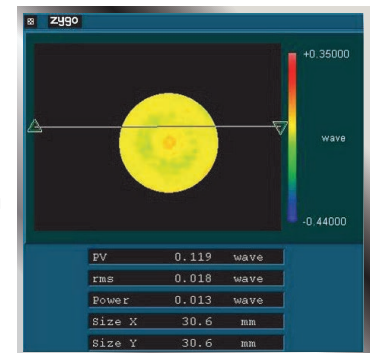 zygo
+0.35000
wave
-0.44000
PV 0.119 wave
rms 0.018 wave
Power 0.013 wave
Size X 30.6 mm
Size Y 30.6 mm